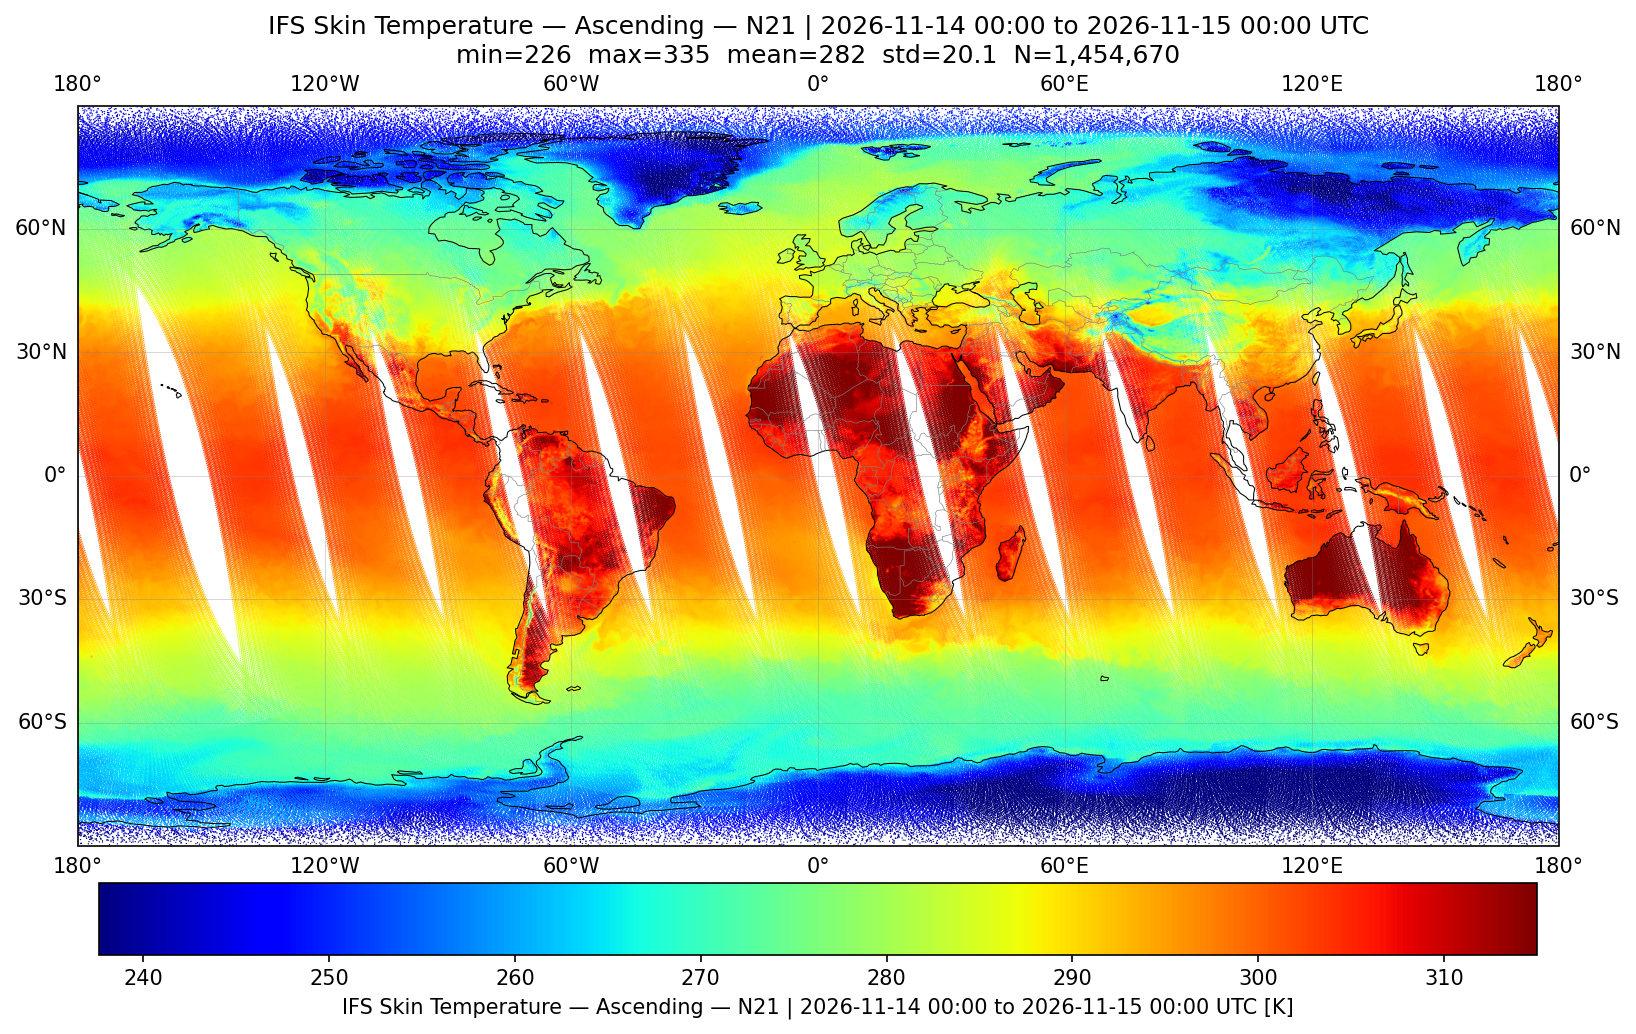 IFS Skin Temperature — Ascending — N21 | 2026-11-14 00:00 to 2026-11-15 00:00 UTC
min=226 max=335 mean=282 std=20.1 N=1,454,670
180° 120°W 60°W 0° 60°E 120°E 180°
60°N 60°N
30°N 30°N
0° 0°
30°S 30°S
60°S 60°S
180° 120°W 60°W 0° 60°E 120°E 180°
240 250 260 270 280 290 300 310
IFS Skin Temperature — Ascending — N21 | 2026-11-14 00:00 to 2026-11-15 00:00 UTC [K]